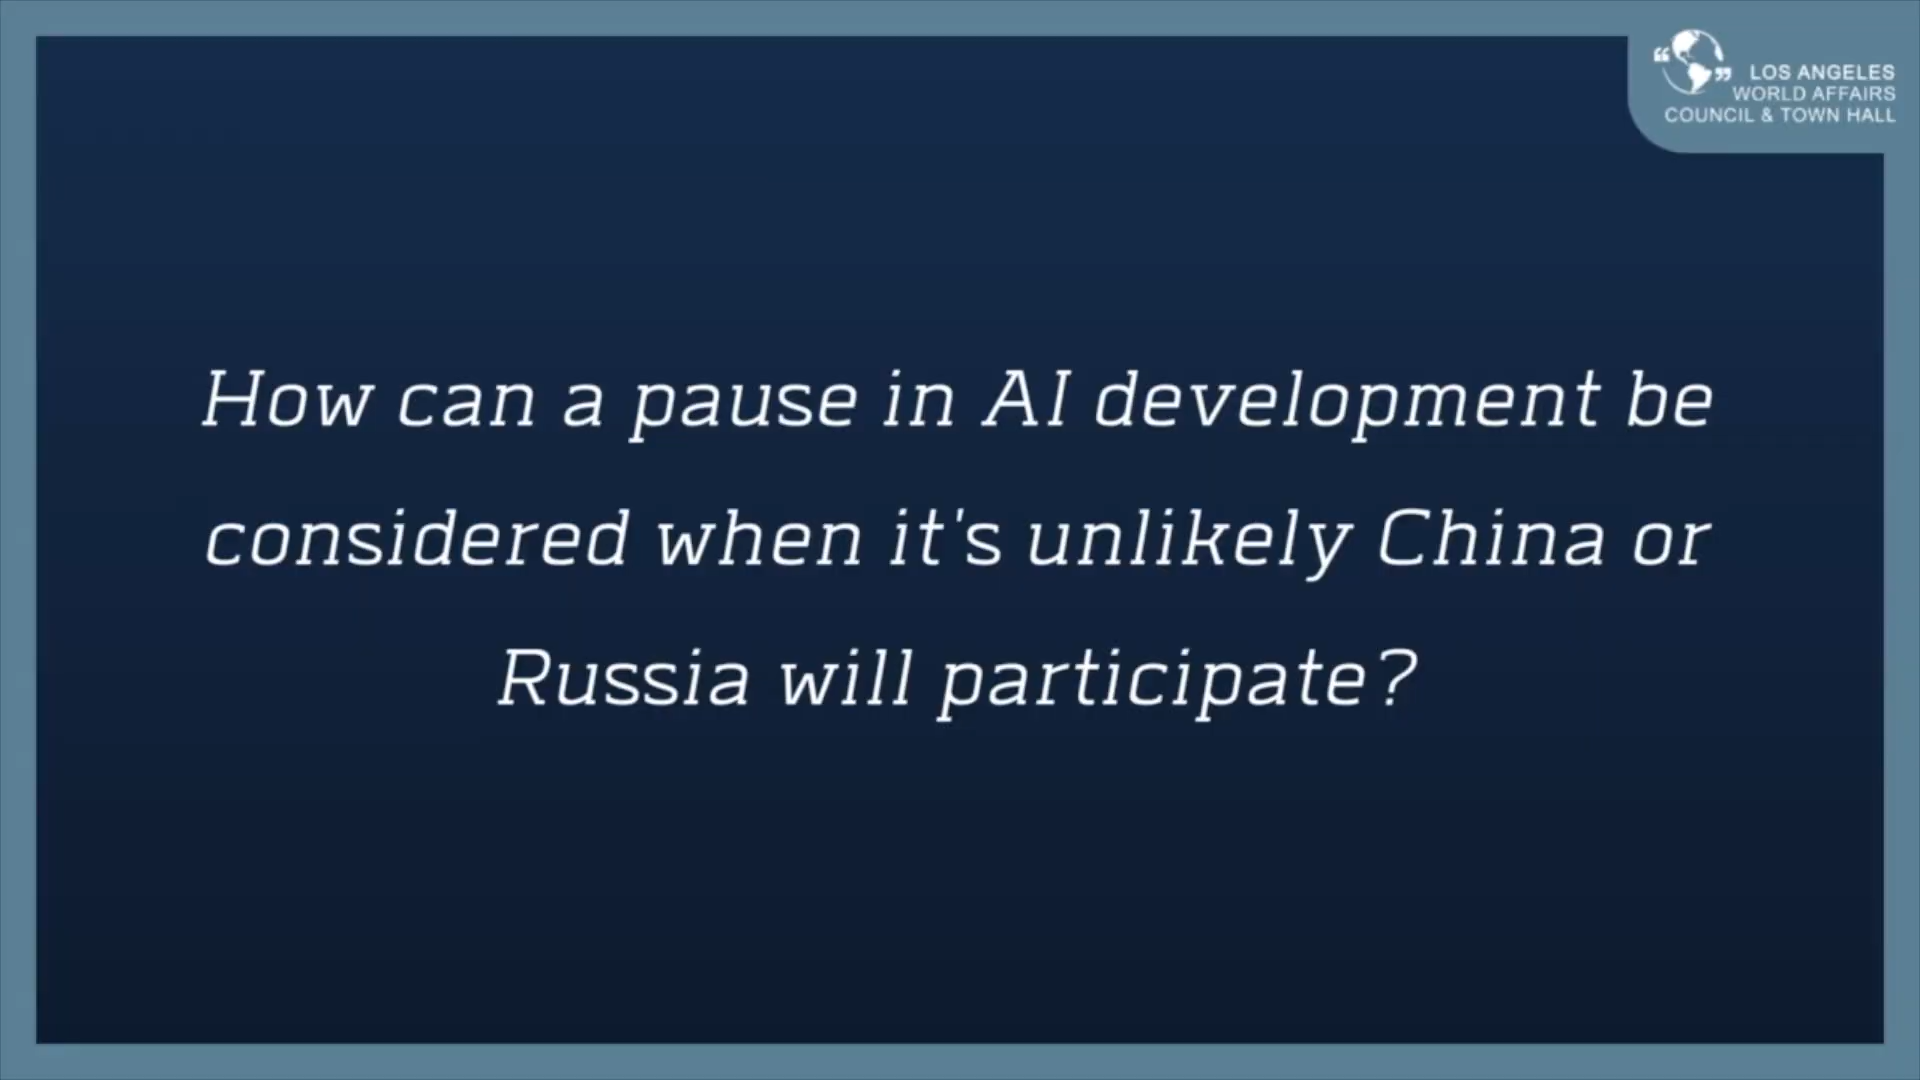 “ ”
LOS ANGELES
WORLD AFFAIRS
COUNCIL & TOWN HALL
How can a pause in AI development be
considered when it's unlikely China or
Russia will participate?